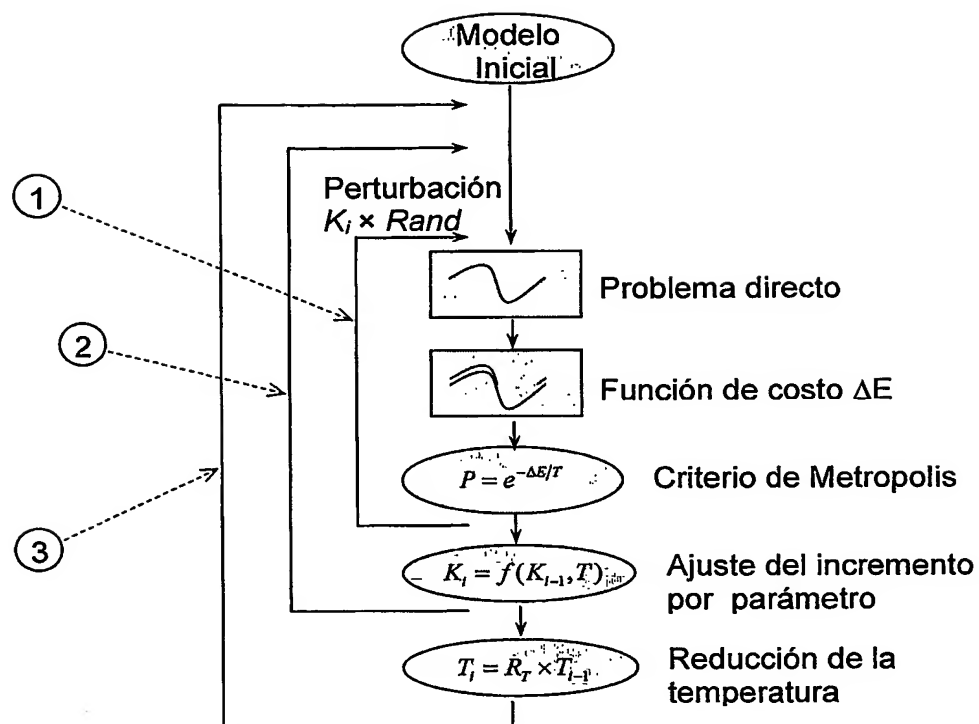 Modelo
Inicial
1
Perturbación
K_i × Rand
Problema directo
2
Función de costo ΔE
P = e^{-ΔE/T}
Criterio de Metropolis
3
K_i = f(K_{i-1}, T)
Ajuste del incremento
por parámetro
T_i = R_T × T_{i-1}
Reducción de la
temperatura